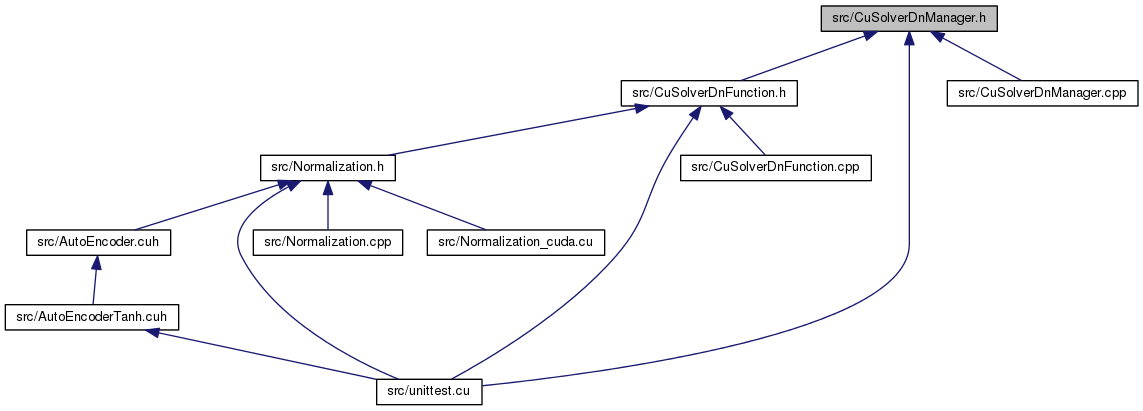 src/CuSolverDnManager.h
src/CuSolverDnFunction.h
src/CuSolverDnManager.cpp
src/Normalization.h
src/CuSolverDnFunction.cpp
src/AutoEncoder.cuh
src/Normalization.cpp
src/Normalization_cuda.cu
src/AutoEncoderTanh.cuh
src/unittest.cu